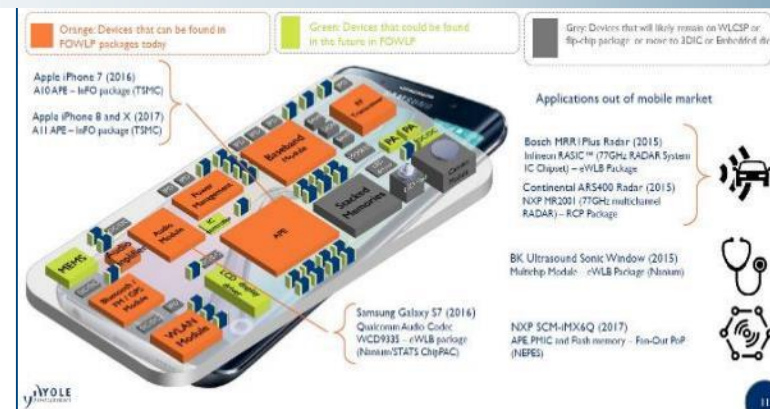 Orange: Devices that can be found in
FOWLP packages today
Green: Devices that could be found
in the future in FOWLP
Grey: Devices that will likely remain on WLCSP or
flip-chip package or move to 3DIC or Embedded die
Apple iPhone 7 (2016)
A10 APE – InFO package (TSMC)
Apple iPhone 8 and X (2017)
A11 APE – InFO package (TSMC)
Applications out of mobile market
Bosch MRR1Plus Radar (2015)
Infineon RASIC™ (77GHz RADAR System
IC Chipset) – eWLB Package
Continental ARS400 Radar (2015)
NXP MR2001 (77GHz multichannel
RADAR) – RCP Package
BK Ultrasound Sonic Window (2015)
Multichip Module – eWLB Package (Nanium)
NXP SCM-iMX6Q (2017)
APE, PMIC and Flash memory – Fan-Out PoP
(NEPES)
Samsung Galaxy S7 (2016)
Qualcomm Audio Codec
WCD9335 – eWLB package
(Nanium/STATS ChipPAC)
RF
Baseband
Module
PA
PA
Power
Management
Stacked
Memories
Audio
Module
APE
Audio
MEMS
LCD
display
driver
Bluetooth /
FM / GPS
Module
WLAN
Module
YOLE
11